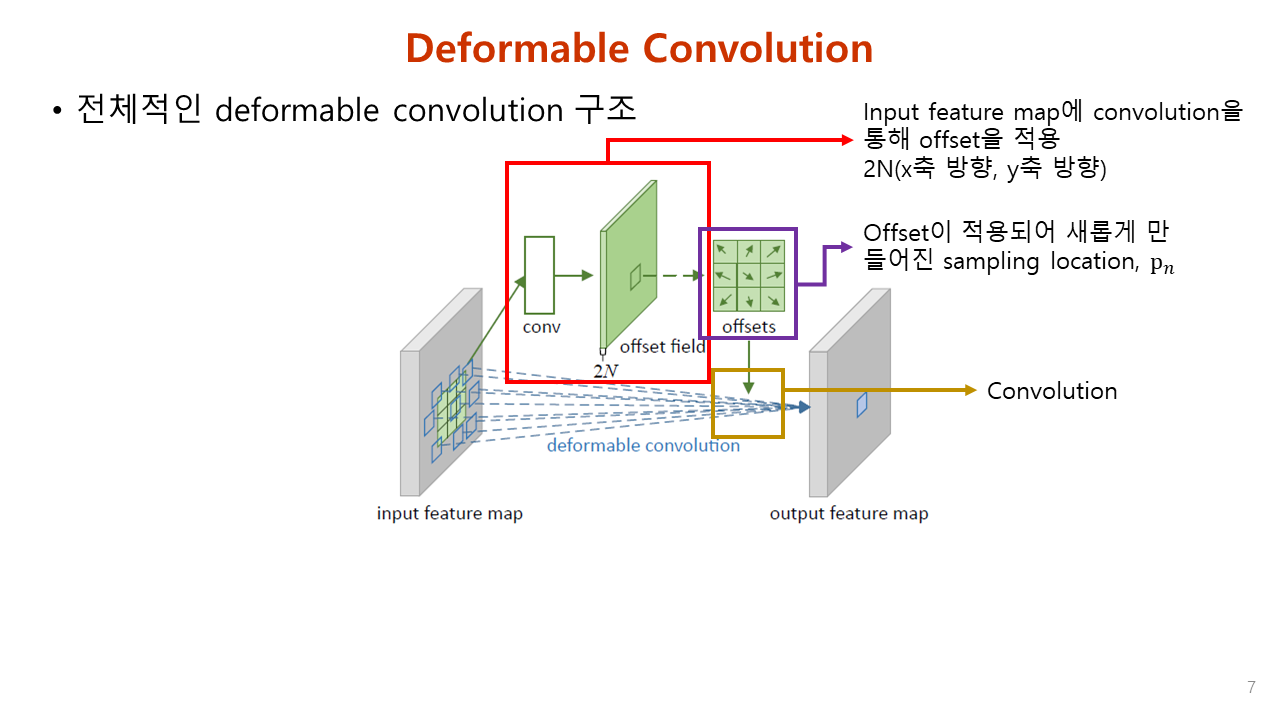 Deformable Convolution
• 전체적인 deformable convolution 구조
Input feature map에 convolution을
통해 offset을 적용
2N(x축 방향, y축 방향)
Offset이 적용되어 새롭게 만
들어진 sampling location, pₙ
conv
offset field
2N
offsets
Convolution
deformable convolution
input feature map
output feature map
7